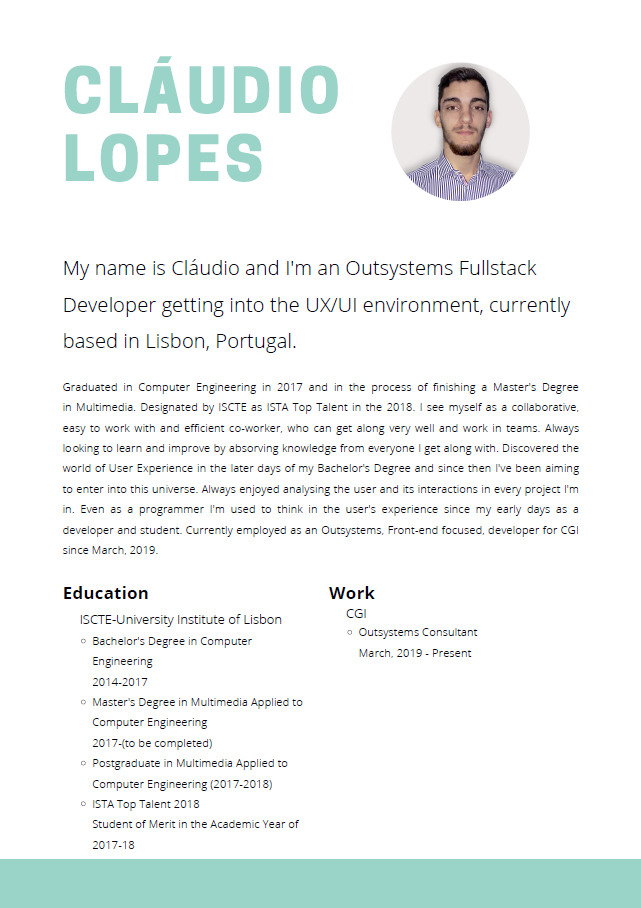 CLÁUDIO
LOPES
My name is Cláudio and I'm an Outsystems Fullstack
Developer getting into the UX/UI environment, currently
based in Lisbon, Portugal.
Graduated in Computer Engineering in 2017 and in the process of finishing a Master's Degree
in Multimedia. Designated by ISCTE as ISTA Top Talent in the 2018. I see myself as a collaborative,
easy to work with and efficient co-worker, who can get along very well and work in teams. Always
looking to learn and improve by absorving knowledge from everyone I get along with. Discovered the
world of User Experience in the later days of my Bachelor's Degree and since then I've been aiming
to enter into this universe. Always enjoyed analysing the user and its interactions in every project I'm
in. Even as a programmer I'm used to think in the user's experience since my early days as a
developer and student. Currently employed as an Outsystems, Front-end focused, developer for CGI
since March, 2019.
Education
ISCTE-University Institute of Lisbon
Bachelor's Degree in Computer
Engineering
2014-2017
Master's Degree in Multimedia Applied to
Computer Engineering
2017-(to be completed)
Postgraduate in Multimedia Applied to
Computer Engineering (2017-2018)
ISTA Top Talent 2018
Student of Merit in the Academic Year of
2017-18
Work
CGI
Outsystems Consultant
March, 2019 - Present